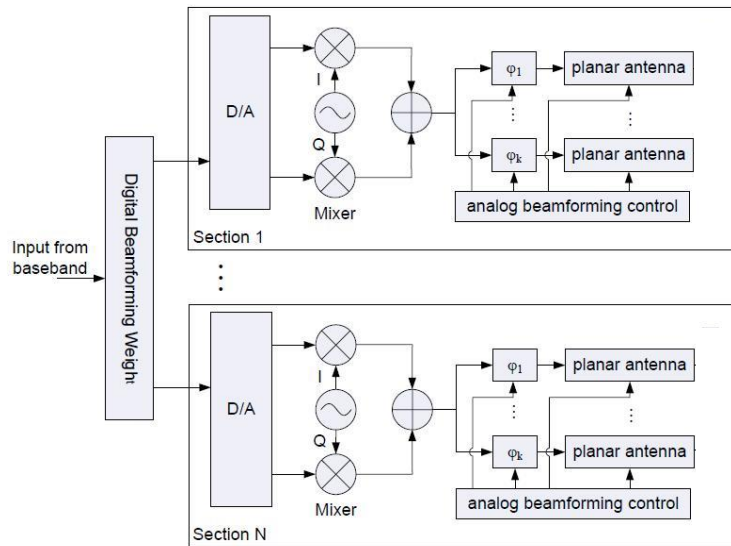 D/A
I
Q
Mixer
φ1
planar antenna
φk
planar antenna
analog beamforming control
Section 1
Digital Beamforming Weight
Input from
baseband
D/A
I
Q
Mixer
φ1
planar antenna
φk
planar antenna
analog beamforming control
Section N